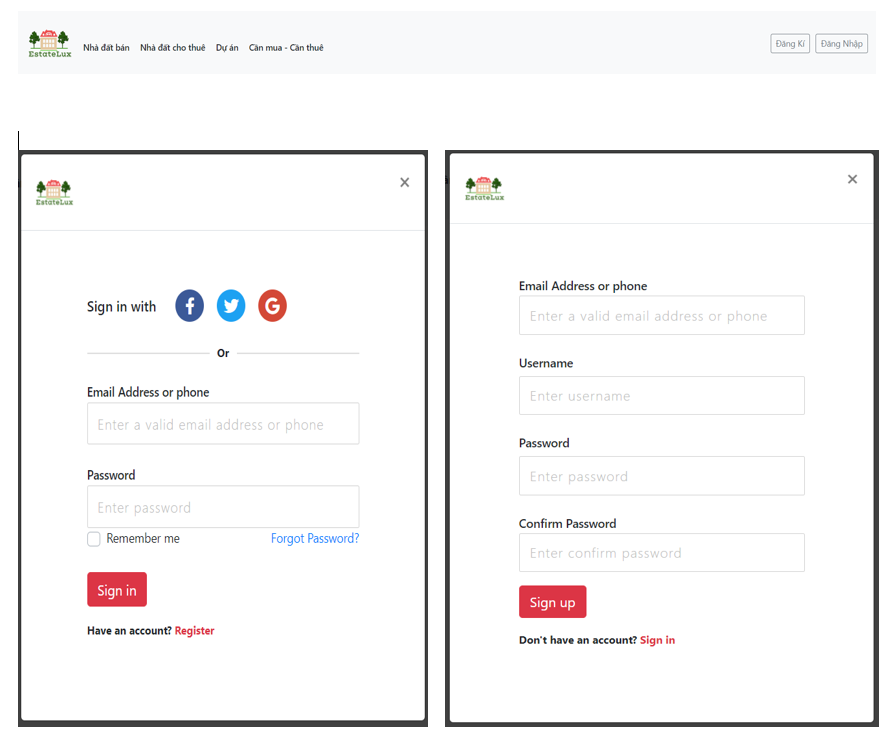 EstateLux
Nhà đất bán Nhà đất cho thuê Dự án Cần mua - Cần thuê
Đăng Kí Đăng Nhập
EstateLux
×
Sign in with
Or
Email Address or phone
Enter a valid email address or phone
Password
Enter password
Remember me Forgot Password?
Sign in
Have an account? Register
EstateLux
×
Email Address or phone
Enter a valid email address or phone
Username
Enter username
Password
Enter password
Confirm Password
Enter confirm password
Sign up
Don't have an account? Sign in